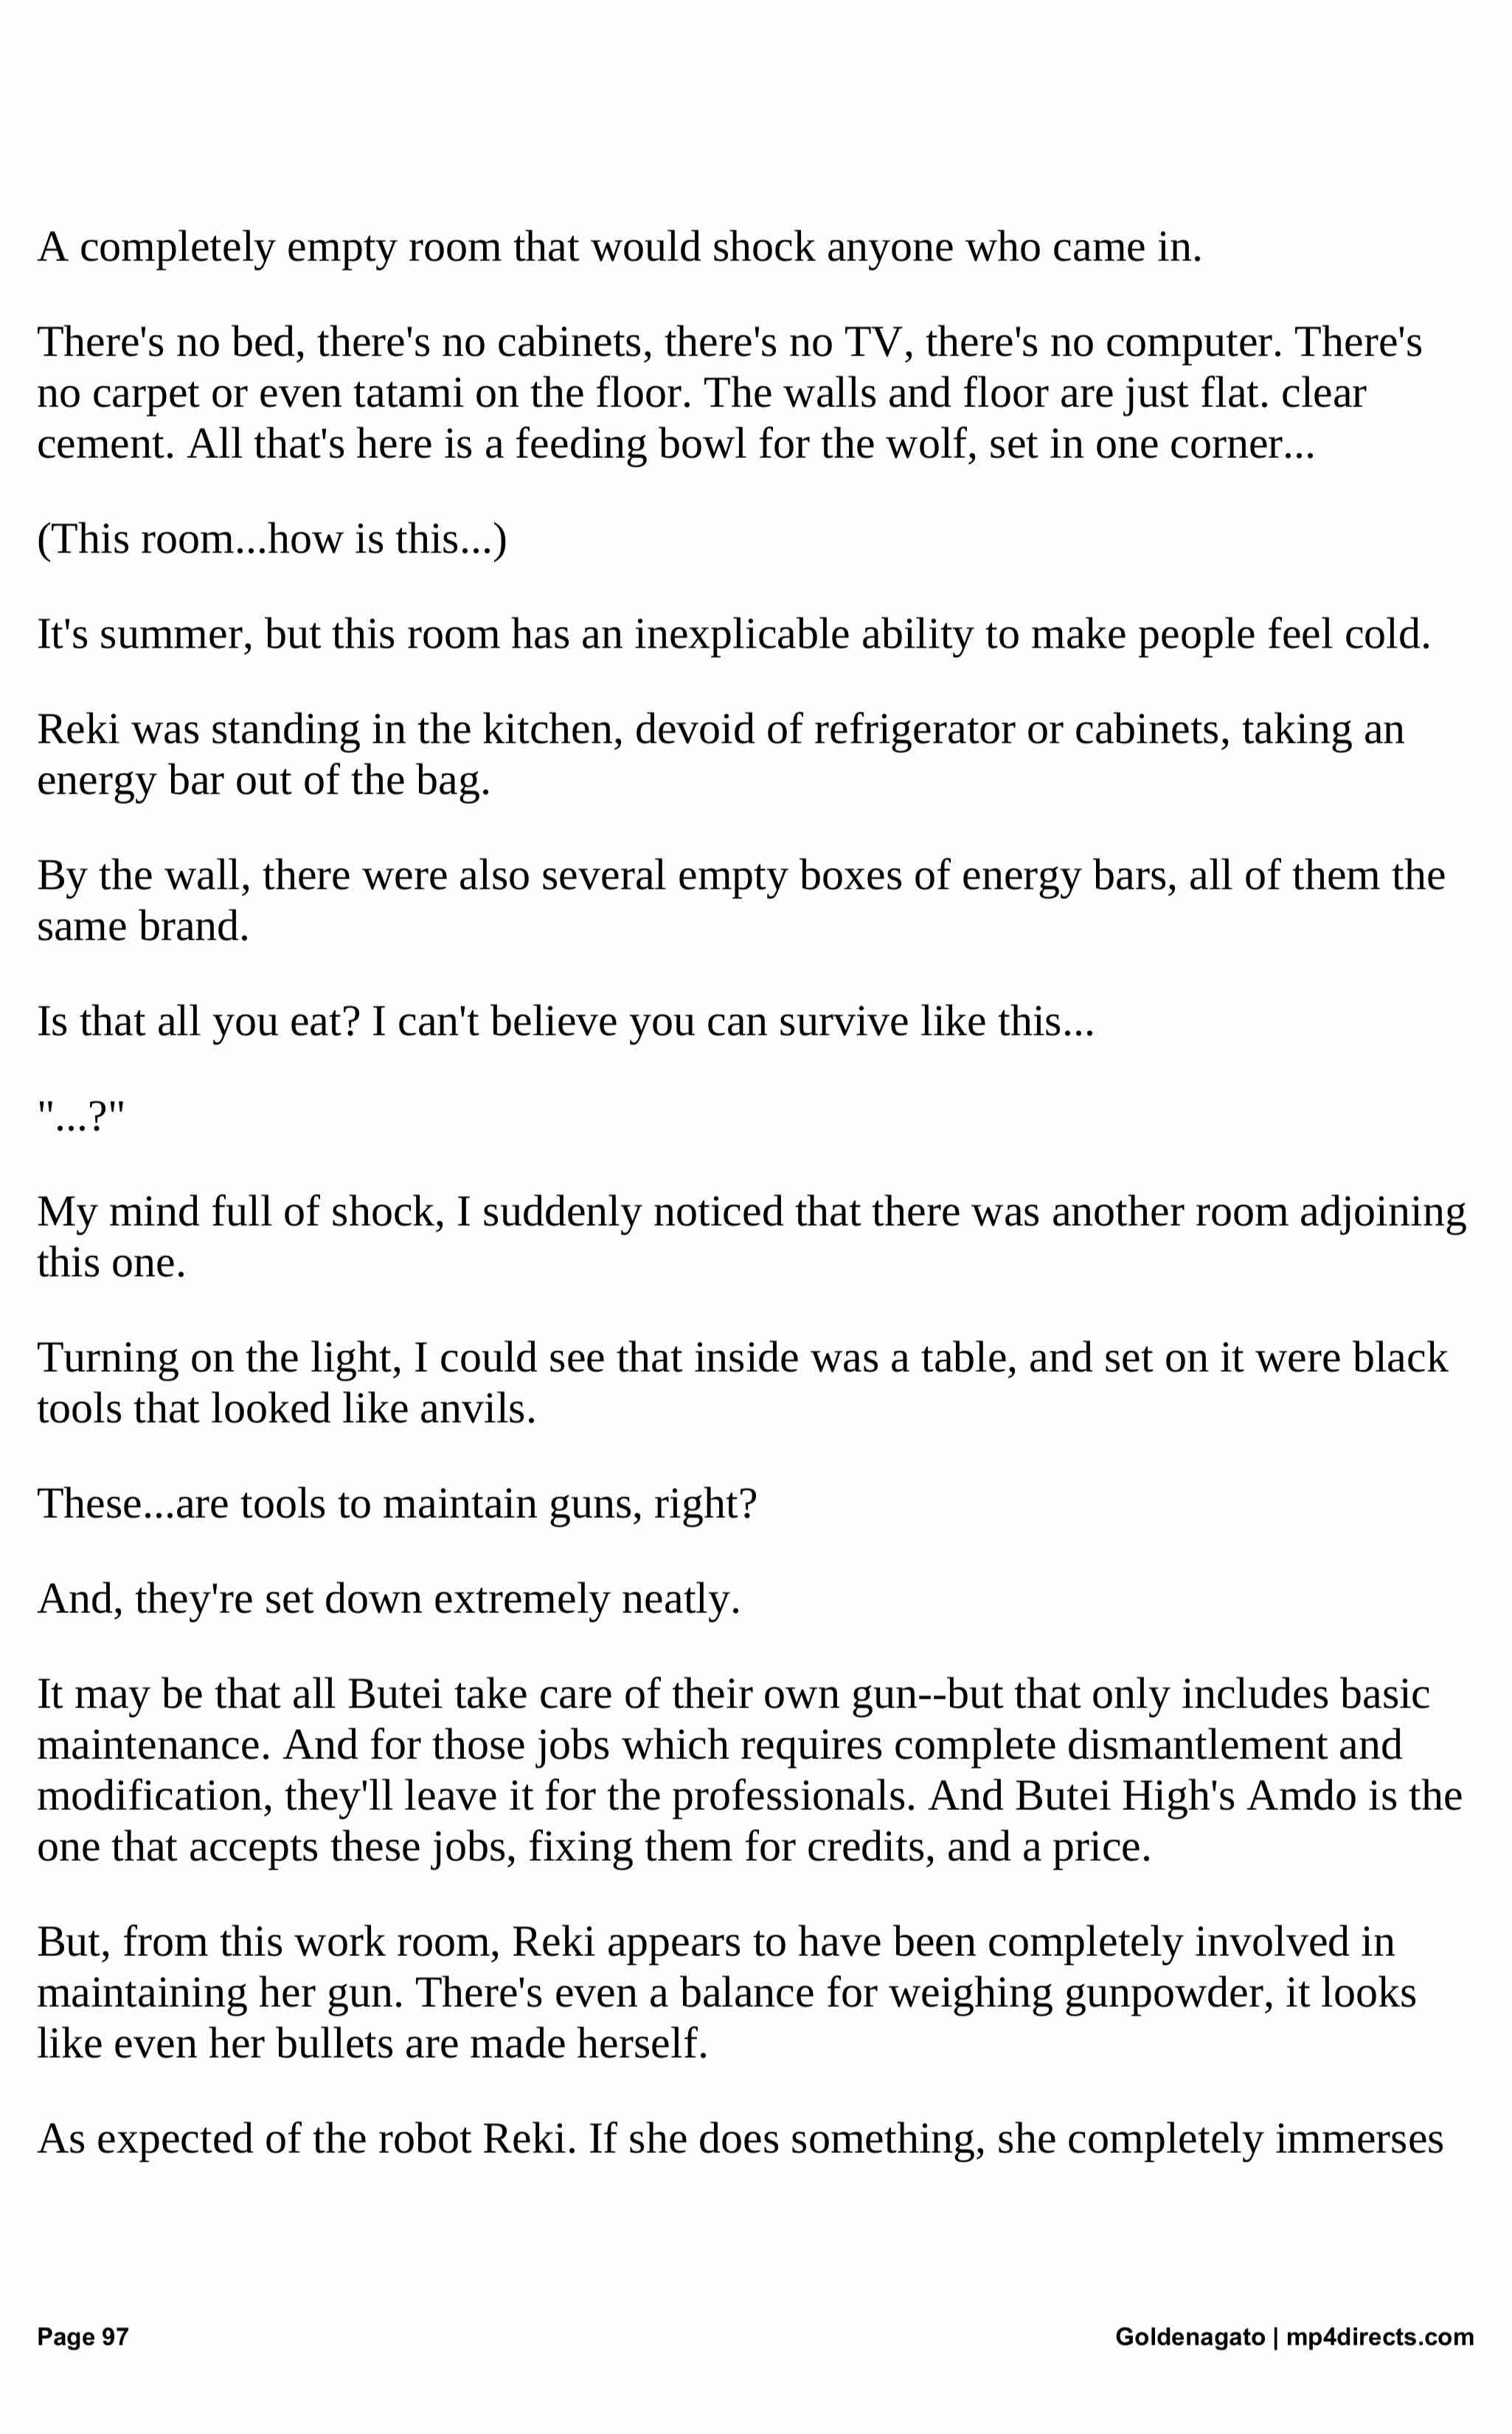 A completely empty room that would shock anyone who came in.
There's no bed, there's no cabinets, there's no TV, there's no computer. There's
no carpet or even tatami on the floor. The walls and floor are just flat. clear
cement. All that's here is a feeding bowl for the wolf, set in one corner...
(This room...how is this...)
It's summer, but this room has an inexplicable ability to make people feel cold.
Reki was standing in the kitchen, devoid of refrigerator or cabinets, taking an
energy bar out of the bag.
By the wall, there were also several empty boxes of energy bars, all of them the
same brand.
Is that all you eat? I can't believe you can survive like this...
"...?"
My mind full of shock, I suddenly noticed that there was another room adjoining
this one.
Turning on the light, I could see that inside was a table, and set on it were black
tools that looked like anvils.
These...are tools to maintain guns, right?
And, they're set down extremely neatly.
It may be that all Butei take care of their own gun--but that only includes basic
maintenance. And for those jobs which requires complete dismantlement and
modification, they'll leave it for the professionals. And Butei High's Amdo is the
one that accepts these jobs, fixing them for credits, and a price.
But, from this work room, Reki appears to have been completely involved in
maintaining her gun. There's even a balance for weighing gunpowder, it looks
like even her bullets are made herself.
As expected of the robot Reki. If she does something, she completely immerses
Page 97
Goldenagato | mp4directs.com